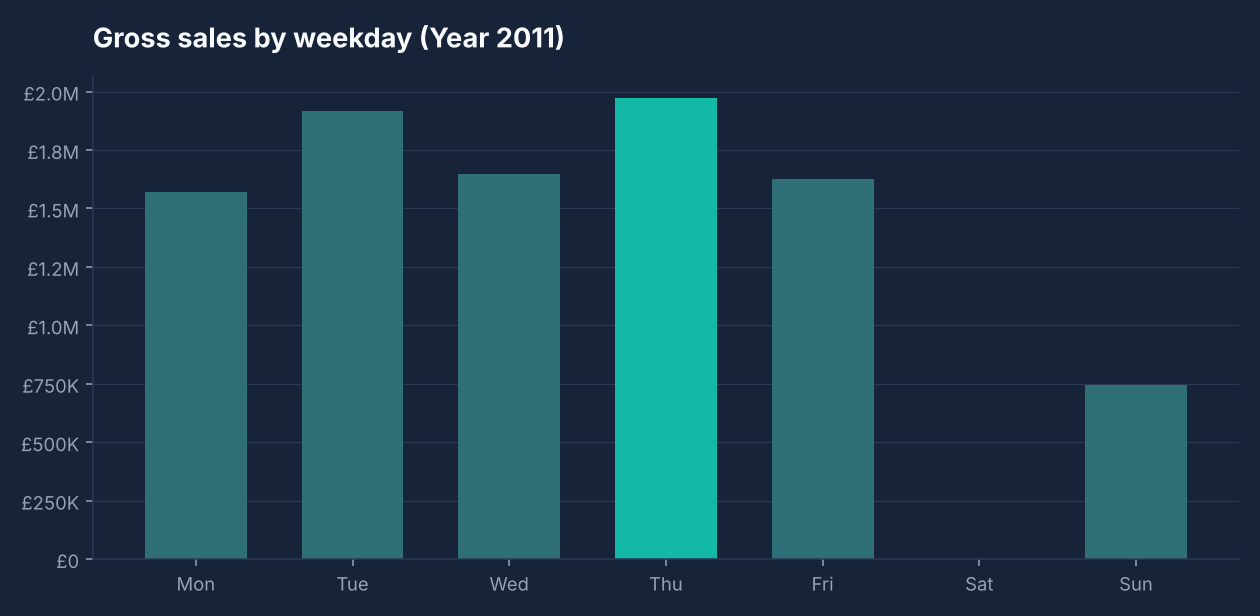 Gross sales by weekday (Year 2011)
£2.0M
£1.8M
£1.5M
£1.2M
£1.0M
£750K
£500K
£250K
£0
Mon Tue Wed Thu Fri Sat Sun